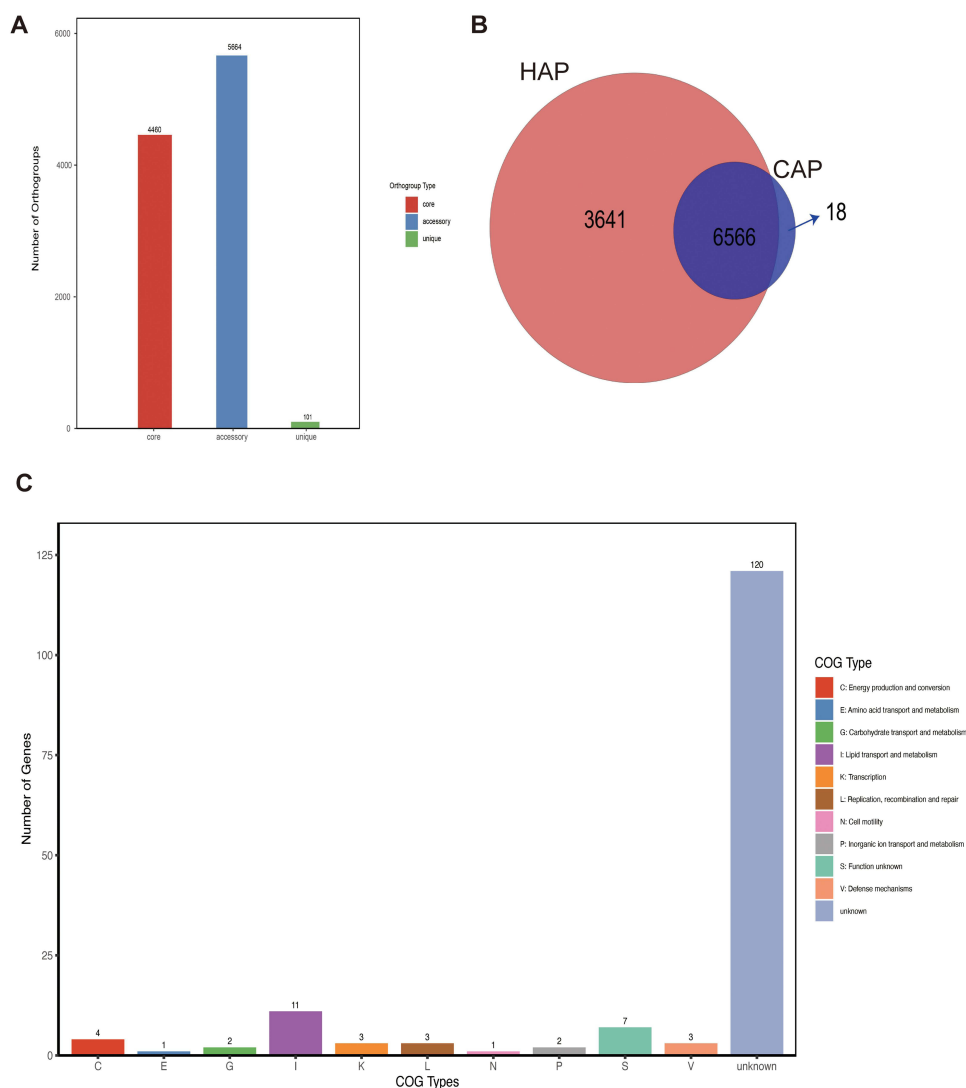 A
Number of Orthogroups
6000
4000
2000
0
4460
5664
101
core
accessory
unique
Orthogroup Type
core
accessory
unique
B
HAP
CAP
3641
6566
18
C
Number of Genes
125
100
75
50
25
0
4
1
2
11
3
3
1
2
7
3
120
C
E
G
I
K
L
N
P
S
V
unknown
COG Types
COG Type
C: Energy production and conversion
E: Amino acid transport and metabolism
G: Carbohydrate transport and metabolism
I: Lipid transport and metabolism
K: Transcription
L: Replication, recombination and repair
N: Cell motility
P: Inorganic ion transport and metabolism
S: Function unknown
V: Defense mechanisms
unknown